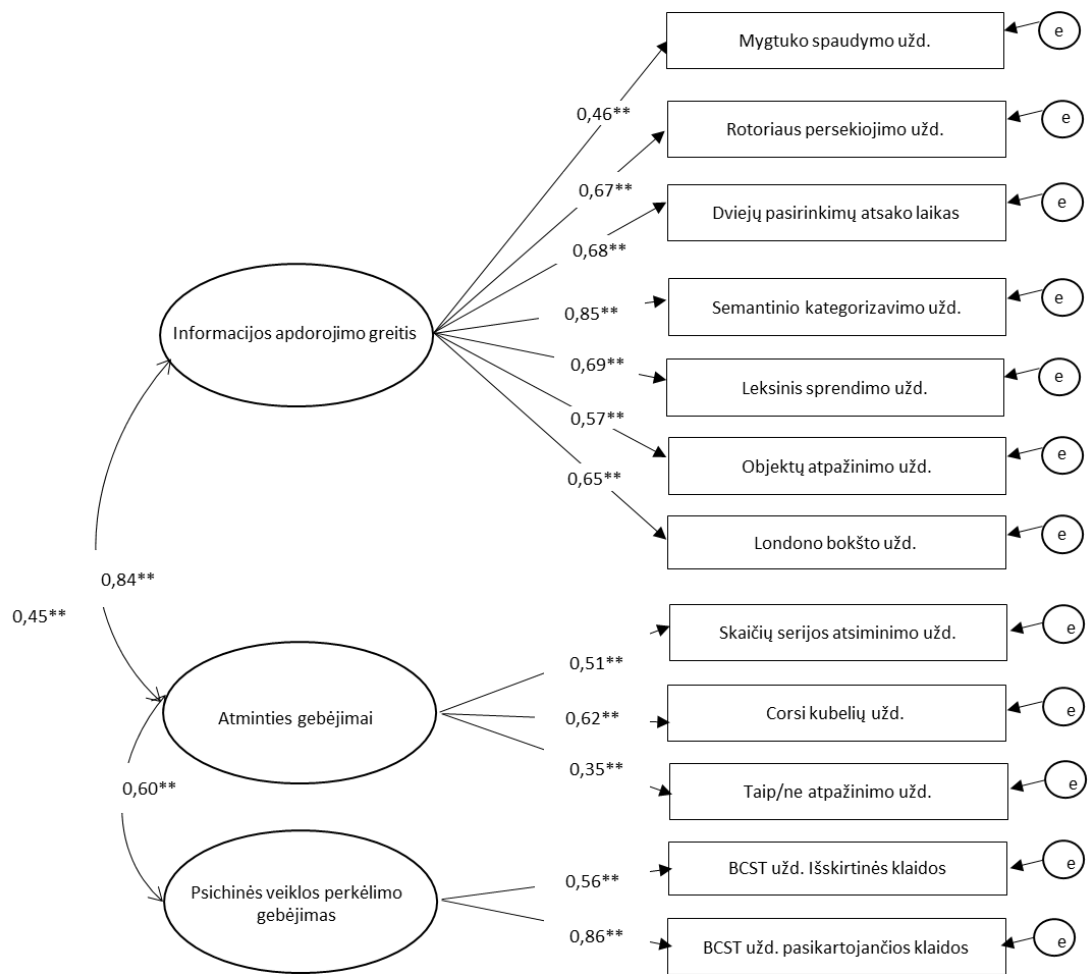 Mygtuko spaudymo užd.
e
0,46**
Rotoriaus persekiojimo užd.
e
0,67**
Dviejų pasirinkimų atsako laikas
e
0,68**
Informacijos apdorojimo greitis
0,85**
Semantinio kategorizavimo užd.
e
0,69**
Leksinis sprendimo užd.
e
0,57**
Objektų atpažinimo užd.
e
0,65**
Londono bokšto užd.
e
0,84**
0,45**
Skaičių serijos atsiminimo užd.
e
0,51**
Atminties gebėjimai
0,62**
Corsi kubelių užd.
e
0,35**
Taip/ne atpažinimo užd.
e
0,60**
Psichinės veiklos perkėlimo
gebėjimas
0,56**
BCST užd. Išskirtinės klaidos
e
0,86**
BCST užd. pasikartojančios klaidos
e